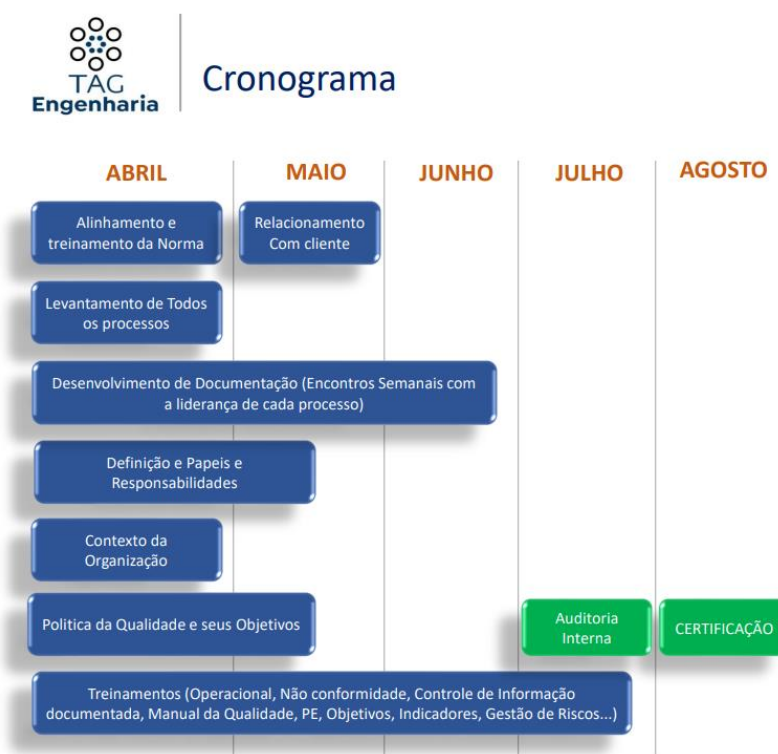 TAG
Engenharia
Cronograma
ABRIL
MAIO
JUNHO
JULHO
AGOSTO
Alinhamento e
treinamento da Norma
Relacionamento
Com cliente
Levantamento de Todos
os processos
Desenvolvimento de Documentação (Encontros Semanais com
a liderança de cada processo)
Definição e Papeis e
Responsabilidades
Contexto da
Organização
Politica da Qualidade e seus Objetivos
Auditoria
Interna
CERTIFICAÇÃO
Treinamentos (Operacional, Não conformidade, Controle de Informação
documentada, Manual da Qualidade, PE, Objetivos, Indicadores, Gestão de Riscos...)